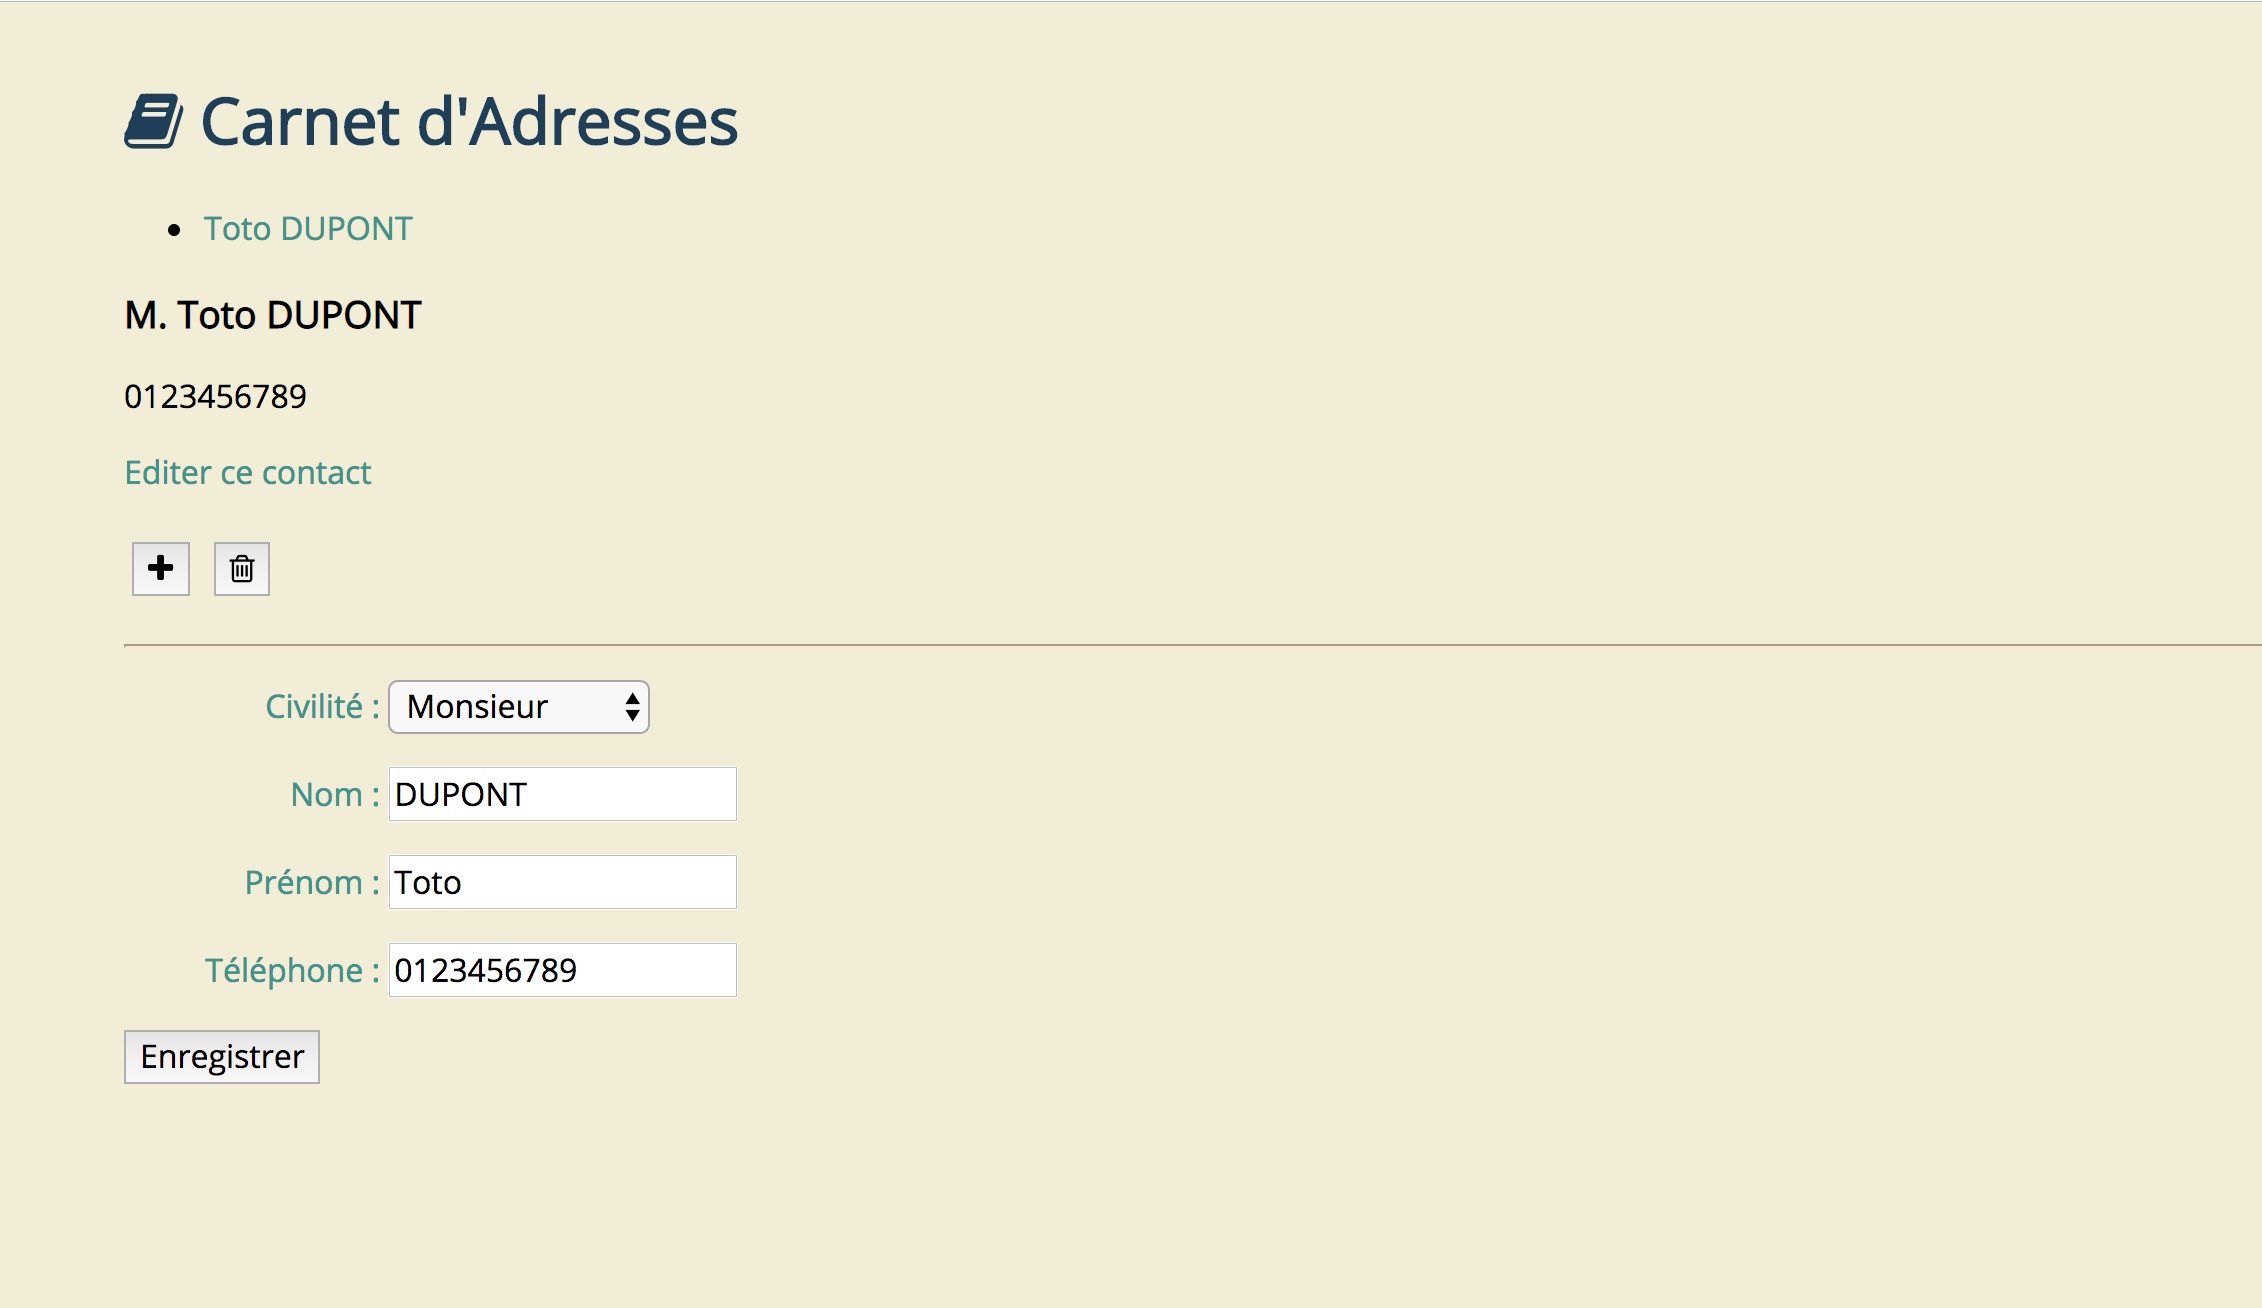 Carnet d'Adresses
Toto DUPONT
M. Toto DUPONT
0123456789
Editer ce contact
Civilité : Monsieur
Nom : DUPONT
Prénom : Toto
Téléphone : 0123456789
Enregistrer